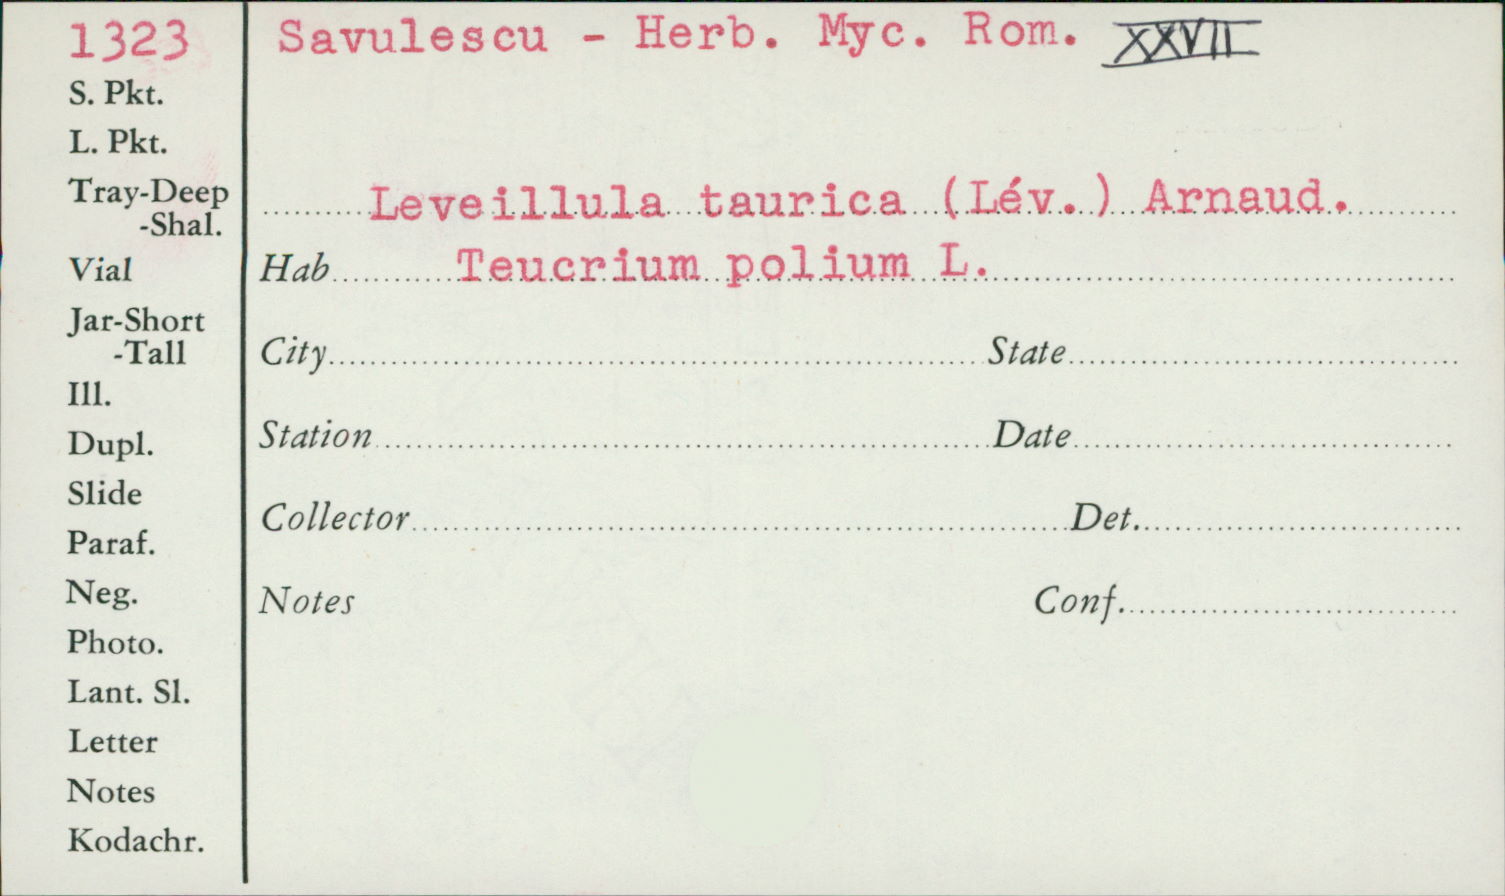 1323
Savulescu - Herb. Myc. Rom. XXVII
S. Pkt.
L. Pkt.
Tray-Deep
-Shal.
Vial
Jar-Short
-Tall
Ill.
Dupl.
Slide
Paraf.
Neg.
Photo.
Lant. Sl.
Letter
Notes
Kodachr.
Leveillula taurica (Lév.) Arnaud.
Hab Teucrium polium L.
City State
Station Date
Collector Det.
Notes Conf.